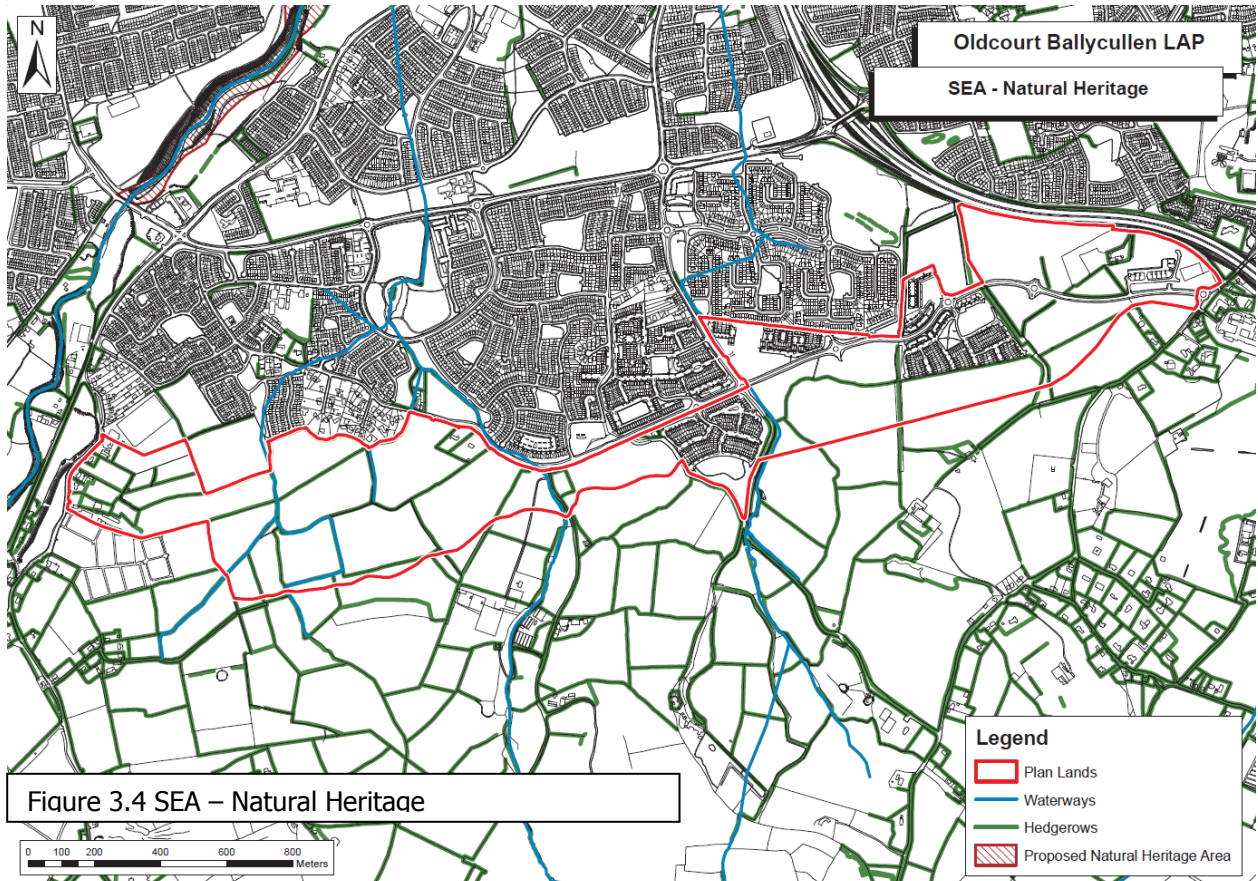 N
Oldcourt Ballycullen LAP
SEA - Natural Heritage
Legend
Plan Lands
Waterways
Hedgerows
Proposed Natural Heritage Area
Figure 3.4 SEA – Natural Heritage
0 100 200 400 600 800
Meters